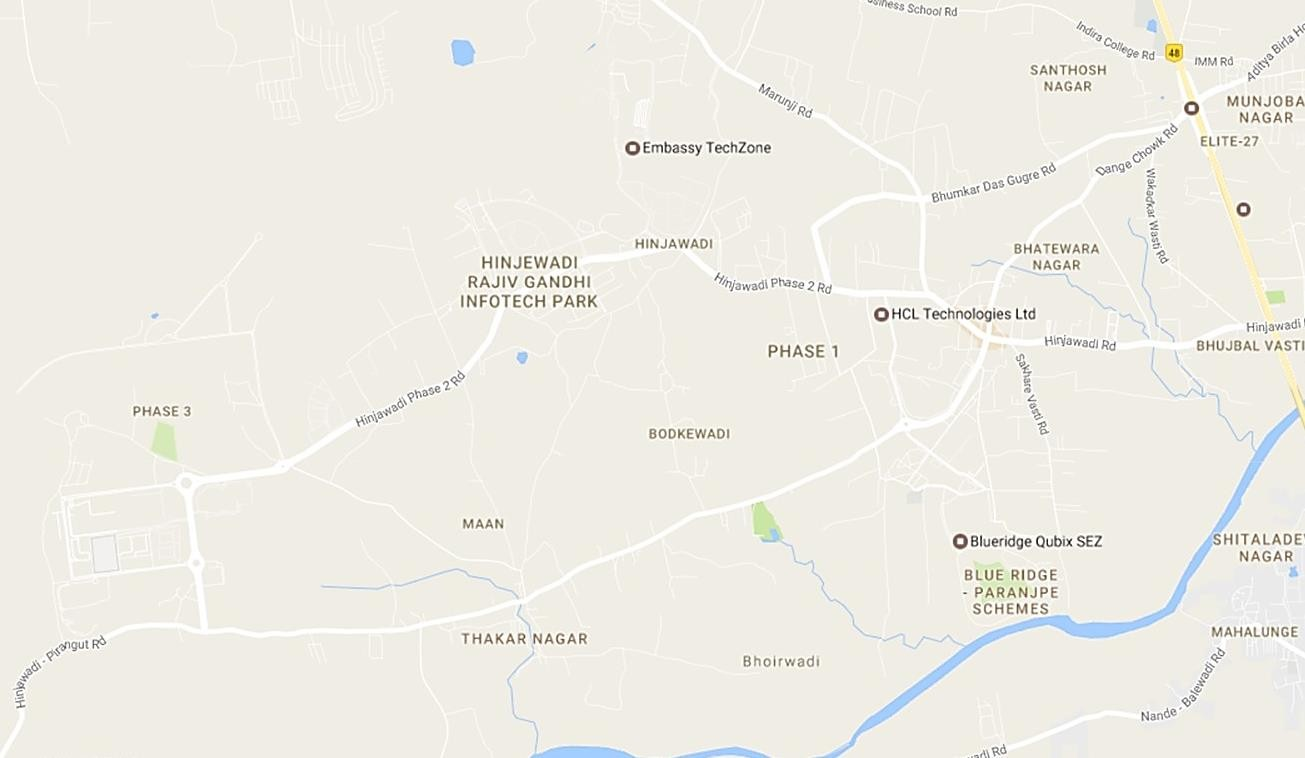 siness School Rd
Indira College Rd
48
IMM Rd
Aditya Birla Ho
SANTHOSH
NAGAR
Marunji Rd
MUNJOBA
NAGAR
ELITE-27
Embassy TechZone
Dange Chowk Rd
Bhumkar Das Gugre Rd
Wakadkar Wasti Rd
HINJAWADI
BHATEWARA
NAGAR
HINJEWADI
RAJIV GANDHI
INFOTECH PARK
Hinjawadi Phase 2 Rd
HCL Technologies Ltd
Hinjawadi
Hinjawadi Rd
BHUJBAL VASTI
PHASE 1
Sakhare Vasti Rd
Hinjawadi Phase 2 Rd
PHASE 3
BODKEWADI
MAAN
Blueridge Qubix SEZ
SHITALADEV
NAGAR
BLUE RIDGE
- PARANJPE
SCHEMES
THAKAR NAGAR
MAHALUNGE
Hinjawadi - Pirangut Rd
Bhoirwadi
Nande - Balewadi Rd
vadi Rd